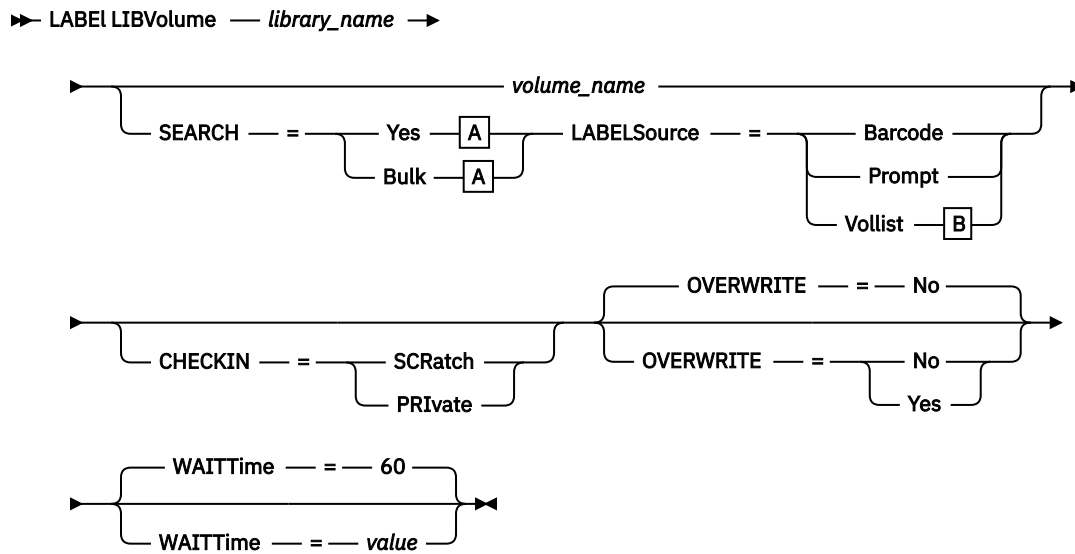 LABEl LIBVolume library_name
volume_name
SEARCH = Yes A LABELSource = Barcode
Bulk A Prompt
Vollist B
OVERWRITE = No
CHECKIN = SCRatch OVERWRITE = No
PRIvate Yes
WAITTime = 60
WAITTime = value